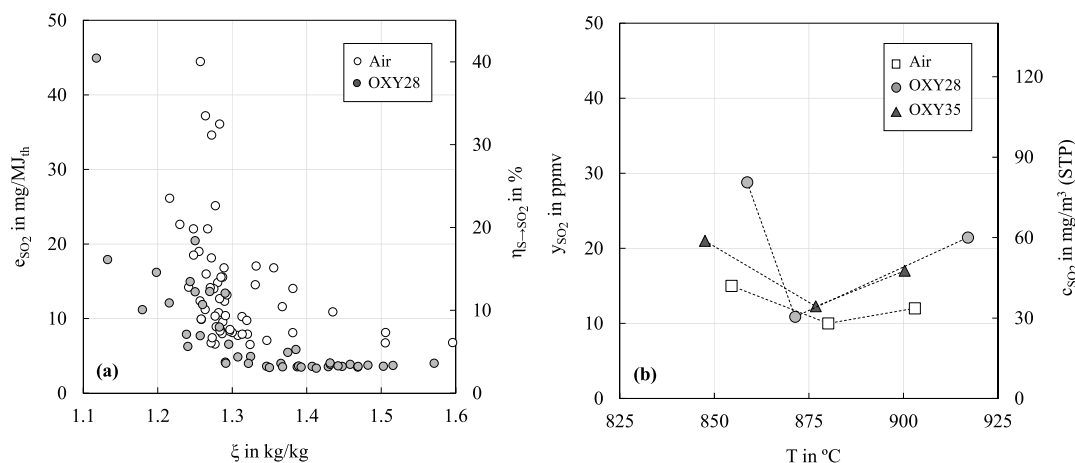 50
40
30
20
10
0
e_SO2 in mg/MJ_th
40
30
20
10
0
η_S→SO2 in %
Air
OXY28
(a)
1.1 1.2 1.3 1.4 1.5 1.6
ξ in kg/kg
50
40
30
20
10
0
y_SO2 in ppmv
120
90
60
30
0
c_SO2 in mg/m³ (STP)
Air
OXY28
OXY35
(b)
825 850 875 900 925
T in ºC